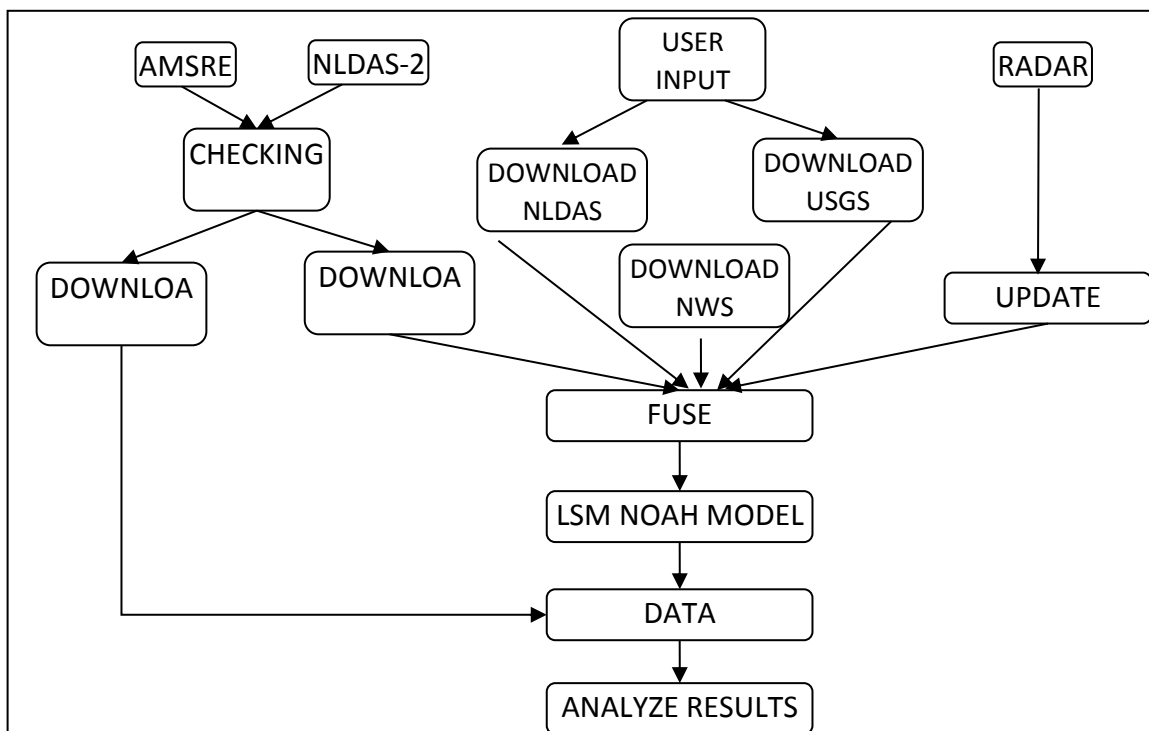 AMSRE
NLDAS-2
USER
INPUT
RADAR
CHECKING
DOWNLOAD
NLDAS
DOWNLOAD
USGS
DOWNLOA
DOWNLOA
DOWNLOAD
NWS
UPDATE
FUSE
LSM NOAH MODEL
DATA
ANALYZE RESULTS